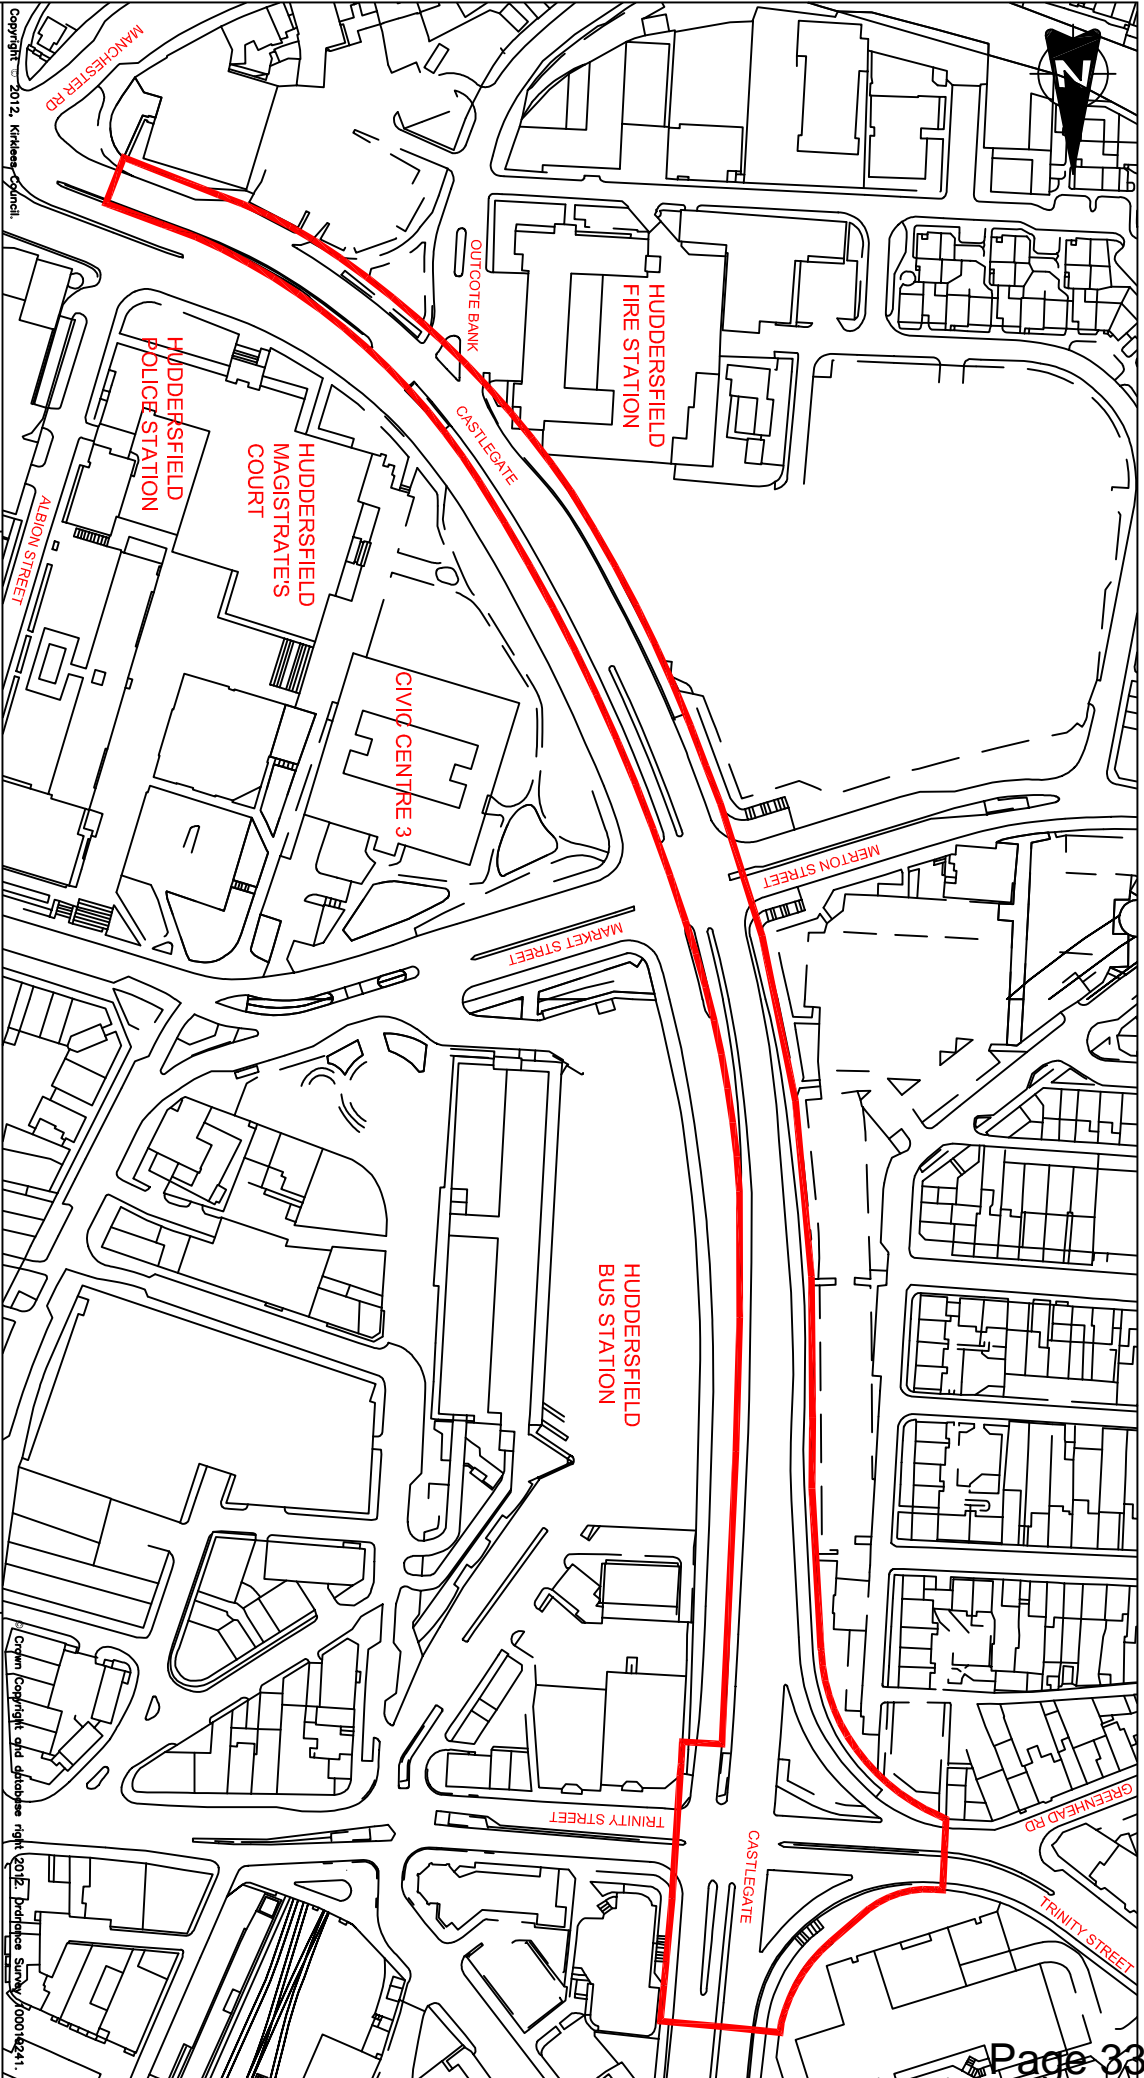 Copyright © 2012, Kirklees Council.
MANCHESTER RD
N
OUTCOTE BANK
HUDDERSFIELD
FIRE STATION
CASTLEGATE
HUDDERSFIELD
POLICE STATION
HUDDERSFIELD
MAGISTRATE'S
COURT
ALBION STREET
CIVIC CENTRE 3
MERTON STREET
MARKET STREET
HUDDERSFIELD
BUS STATION
TRINITY STREET
CASTLEGATE
GREENHEAD RD
TRINITY STREET
© Crown Copyright and database right 2012. Ordnance Survey 100019241.
Page 33